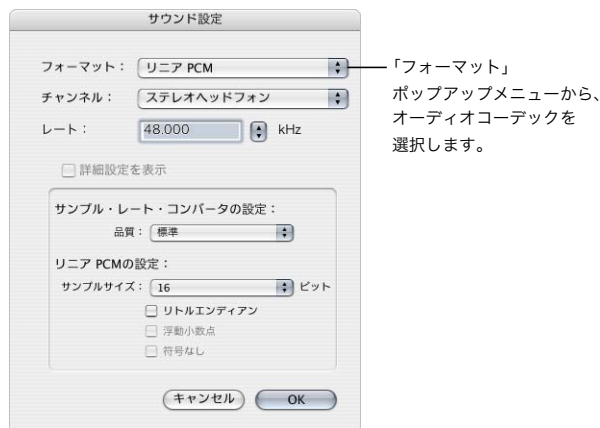 サウンド設定
フォーマット： リニア PCM
チャンネル： ステレオヘッドフォン
レート： 48.000 kHz
詳細設定を表示
サンプル・レート・コンバータの設定：
品質： 標準
リニア PCMの設定：
サンプルサイズ： 16 ビット
リトルエンディアン
浮動小数点
符号なし
キャンセル OK
「フォーマット」
ポップアップメニューから、
オーディオコーデックを
選択します。